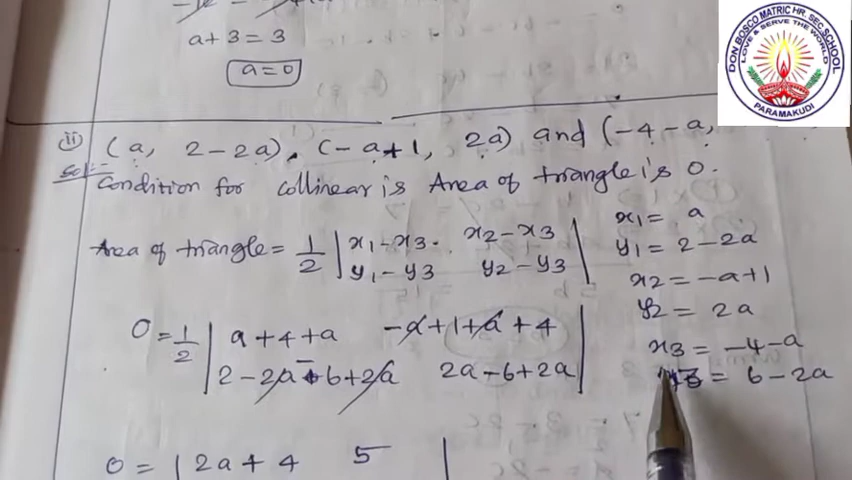 a+3=3
a=0
(ii) (a, 2-2a), (-a+1, 2a) and (-4-a,
Sol:-
Condition for collinear is Area of triangle is 0.
Area of triangle = 1/2 | x1-x3 x2-x3
y1-y3 y2-y3 |
x1 = a
y1 = 2-2a
x2 = -a+1
y2 = 2a
x3 = -4-a
= 6-2a
0 = 1/2 | a+4+a -a+1+a+4
2-2a-6+2a 2a-6+2a |
0 = | 2a+4 5 |
DON BOSCO MATRIC HR. SEC SCHOOL
LOVE & SERVE THE WORLD
PARAMAKUDI